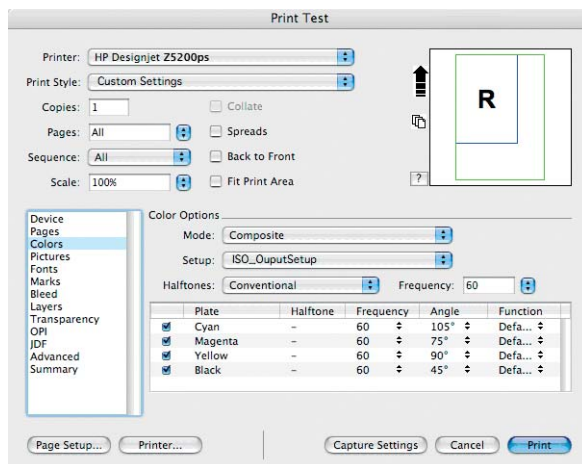 Print Test
Printer: HP Designjet Z5200ps
Print Style: Custom Settings
Copies: 1 Collate
Pages: All Spreads
Sequence: All Back to Front
Scale: 100% Fit Print Area
R
?
Device
Pages
Colors
Pictures
Fonts
Marks
Bleed
Layers
Transparency
OPI
JDF
Advanced
Summary
Color Options
Mode: Composite
Setup: ISO_OuputSetup
Halftones: Conventional Frequency: 60
Plate Halftone Frequency Angle Function
Cyan – 60 105° Defa...
Magenta – 60 75° Defa...
Yellow – 60 90° Defa...
Black – 60 45° Defa...
Page Setup... Printer... Capture Settings Cancel Print